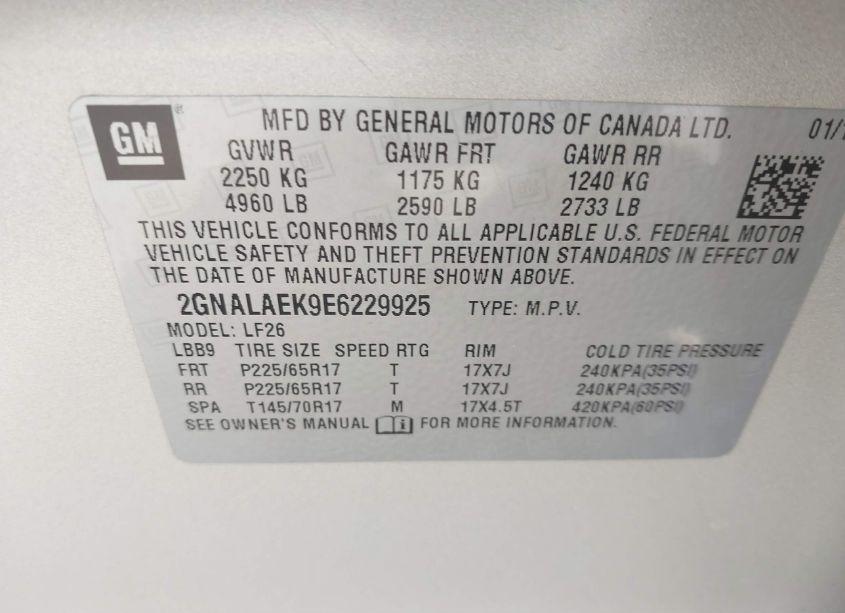 GM
MFD BY GENERAL MOTORS OF CANADA LTD. 01/1
GVWR GAWR FRT GAWR RR
2250 KG 1175 KG 1240 KG
4960 LB 2590 LB 2733 LB
THIS VEHICLE CONFORMS TO ALL APPLICABLE U.S. FEDERAL MOTOR
VEHICLE SAFETY AND THEFT PREVENTION STANDARDS IN EFFECT ON
THE DATE OF MANUFACTURE SHOWN ABOVE.
2GNALAEK9E6229925 TYPE: M.P.V.
MODEL: LF26
LBB9 TIRE SIZE SPEED RTG RIM COLD TIRE PRESSURE
FRT P225/65R17 T 17X7J 240KPA(35PSI)
RR P225/65R17 T 17X7J 240KPA(35PSI)
SPA T145/70R17 M 17X4.5T 420KPA(60PSI)
SEE OWNER'S MANUAL i FOR MORE INFORMATION.